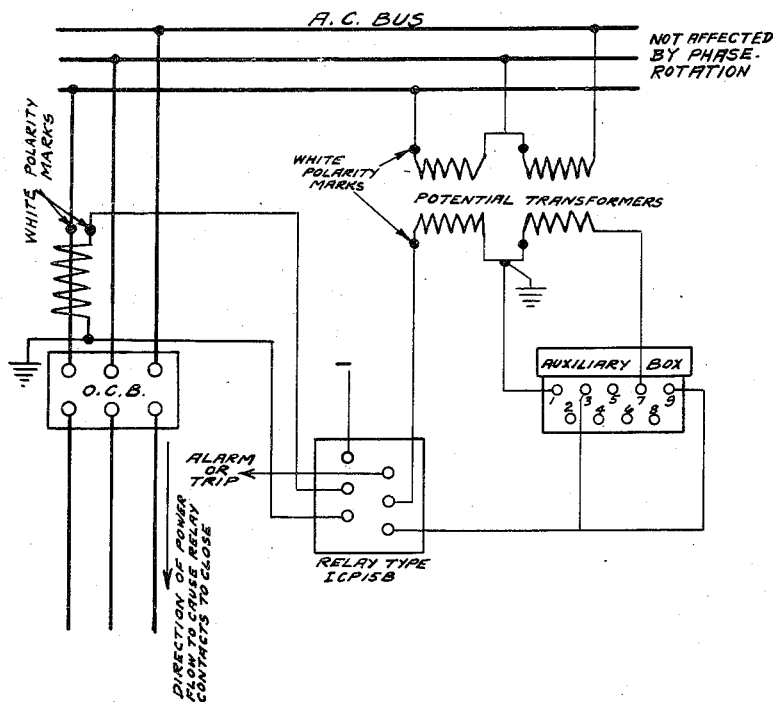 A.C. BUS
NOT AFFECTED
BY PHASE-
ROTATION
WHITE POLARITY
MARKS
WHITE
POLARITY
MARKS
POTENTIAL TRANSFORMERS
AUXILIARY BOX
1 3 5 7 9
2 4 6 8
O.C.B.
ALARM
OR
TRIP
RELAY TYPE
ICP15B
DIRECTION OF POWER
FLOW TO CAUSE RELAY
CONTACTS TO CLOSE